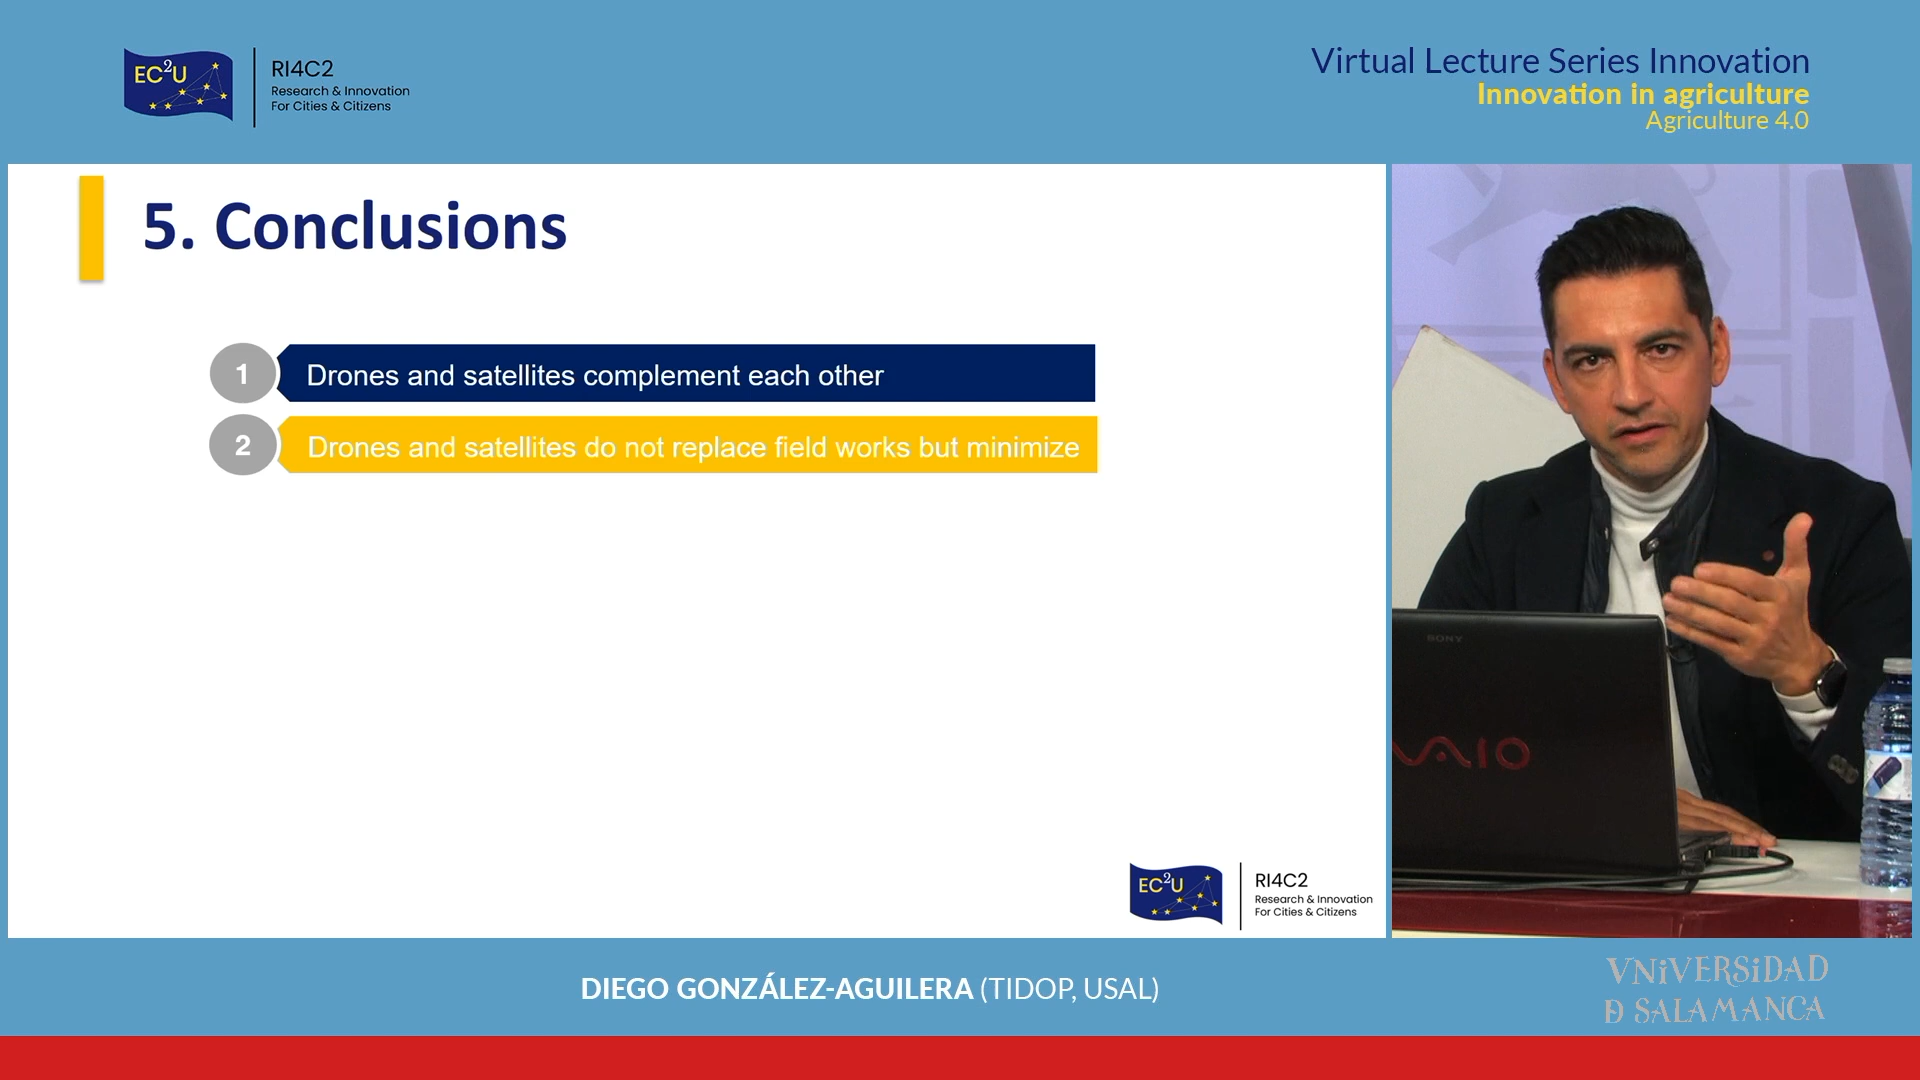 EC²U
RI4C2
Research & Innovation
For Cities & Citizens
Virtual Lecture Series Innovation
Innovation in agriculture
Agriculture 4.0
5. Conclusions
1 Drones and satellites complement each other
2 Drones and satellites do not replace field works but minimize
SONY
VAIO
EC²U
RI4C2
Research & Innovation
For Cities & Citizens
DIEGO GONZÁLEZ-AGUILERA (TIDOP, USAL)
VNiVERSiDAD
Ð SALAMANCA